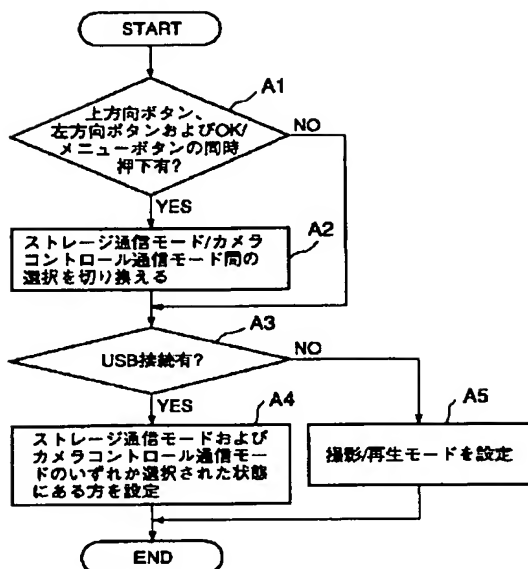 START
A1
上方向ボタン、
左方向ボタンおよびOK/
メニューボタンの同時
押下有?
NO
YES
A2
ストレージ通信モード/カメラ
コントロール通信モード間の
選択を切り換える
A3
USB接続有?
NO
YES
A4
ストレージ通信モードおよび
カメラコントロール通信モー
ドのいずれか選択された状態
にある方を設定
A5
撮影/再生モードを設定
END